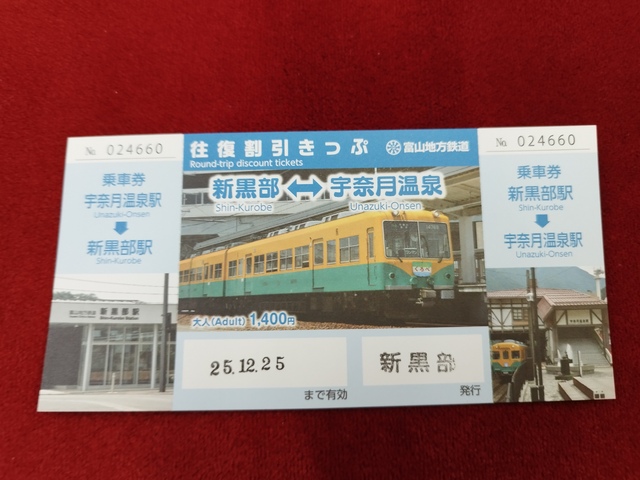 № 024660
乗車券
宇奈月温泉駅
Unazuki-Onsen
新黒部駅
Shin-Kurobe
新黒部駅
往復割引きっぷ
Round-trip discount tickets
富山地方鉄道
新黒部
宇奈月温泉
Shin-Kurobe
Unazuki-Onsen
大人(Adult) 1,400円
25.12.25
まで有効
新黒部
発行
№ 024660
乗車券
新黒部駅
Shin-Kurobe
宇奈月温泉駅
Unazuki-Onsen